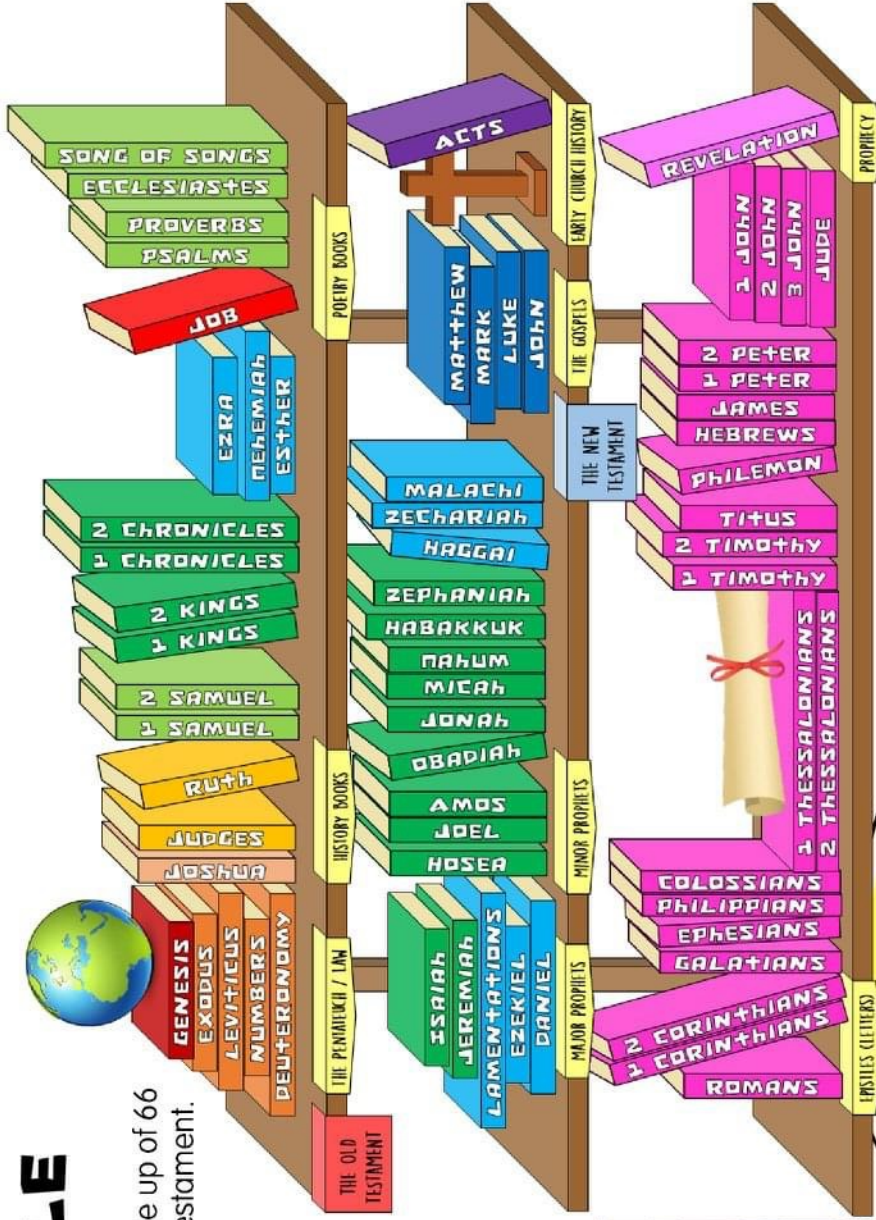 LE
e up of 66
estament.
GENESIS
EXODUS
LEVITICUS
NUMBERS
DEUTERONOMY
JOSHUA
JUDGES
RUTH
1 SAMUEL
2 SAMUEL
1 KINGS
2 KINGS
1 CHRONICLES
2 CHRONICLES
EZRA
NEHEMIAH
ESTHER
JOB
PSALMS
PROVERBS
ECCLESIASTES
SONG OF SONGS
THE OLD
TESTAMENT
THE PENTATEUCH / LAW
HISTORY BOOKS
POETRY BOOKS
ISAIAH
JEREMIAH
LAMENTATIONS
EZEKIEL
DANIEL
HOSEA
JOEL
AMOS
OBADIAH
JONAH
MICAH
NAHUM
HABAKKUK
ZEPHANIAH
HAGGAI
ZECHARIAH
MALACHI
MATTHEW
MARK
LUKE
JOHN
ACTS
MAJOR PROPHETS
MINOR PROPHETS
THE NEW
TESTAMENT
THE GOSPELS
EARLY CHURCH HISTORY
ROMANS
1 CORINTHIANS
2 CORINTHIANS
GALATIANS
EPHESIANS
PHILIPPIANS
COLOSSIANS
1 THESSALONIANS
2 THESSALONIANS
1 TIMOTHY
2 TIMOTHY
TITUS
PHILEMON
HEBREWS
JAMES
1 PETER
2 PETER
1 JOHN
2 JOHN
3 JOHN
JUDE
REVELATION
EPISTLES (LETTERS)
PROPHECY